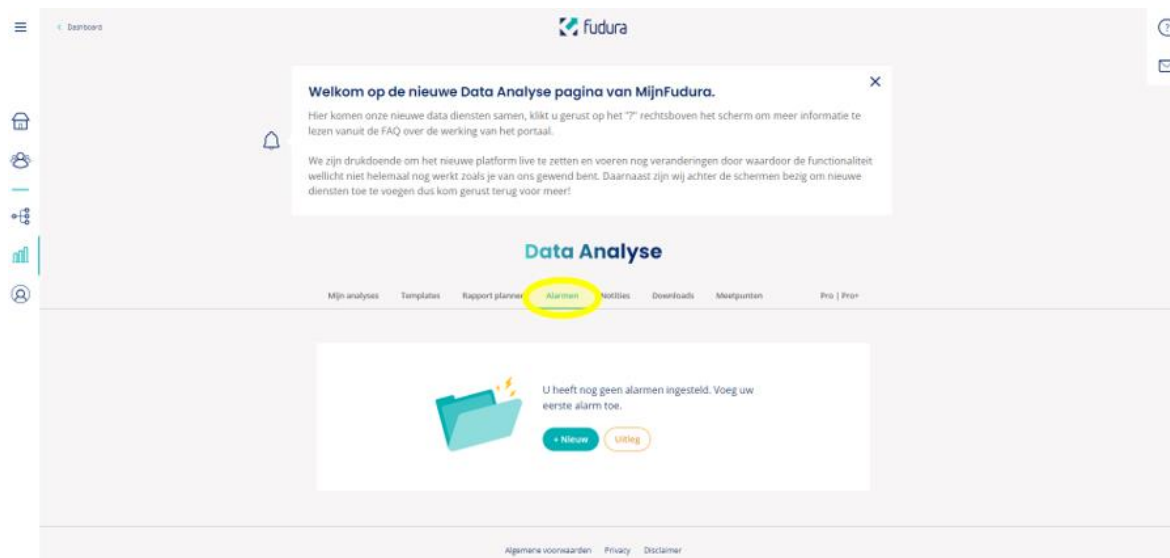 Dashboard
fudura
Welkom op de nieuwe Data Analyse pagina van MijnFudura.
Hier komen onze nieuwe data diensten samen, klikt u gerust op het "?" rechtsboven het scherm om meer informatie te
lezen vanuit de FAQ over de werking van het portaal.
We zijn drukdoende om het nieuwe platform live te zetten en voeren nog veranderingen door waardoor de functionaliteit
wellicht niet helemaal nog werkt zoals je van ons gewend bent. Daarnaast zijn wij achter de schermen bezig om nieuwe
diensten toe te voegen dus kom gerust terug voor meer!
Data Analyse
Mijn analyses Templates Rapport planner Alarmen Notities Downloads Meetpunten Pro | Pro+
U heeft nog geen alarmen ingesteld. Voeg uw
eerste alarm toe.
+ Nieuw Uitleg
Algemene voorwaarden Privacy Disclaimer